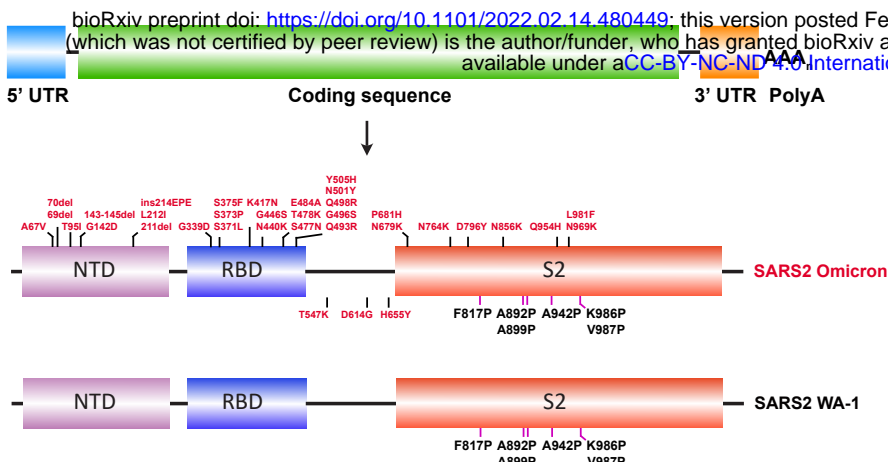 bioRxiv preprint doi: https://doi.org/10.1101/2022.02.14.480449; this version posted Fe
(which was not certified by peer review) is the author/funder, who has granted bioRxiv a
available under aCC-BY-NC-ND 4.0 Internatio
AAA
5' UTR Coding sequence 3' UTR PolyA
Y505H
N501Y
70del ins214EPE S375F K417N E484A Q498R
69del 143-145del L212I S373P G446S T478K G496S P681H L981F
A67V T95I G142D 211del G339D S371L N440K S477N Q493R N679K N764K D796Y N856K Q954H N969K
NTD RBD S2 SARS2 Omicron
T547K D614G H655Y
F817P A892P A942P K986P
A899P V987P
NTD RBD S2 SARS2 WA-1
F817P A892P A942P K986P
A899P V987P